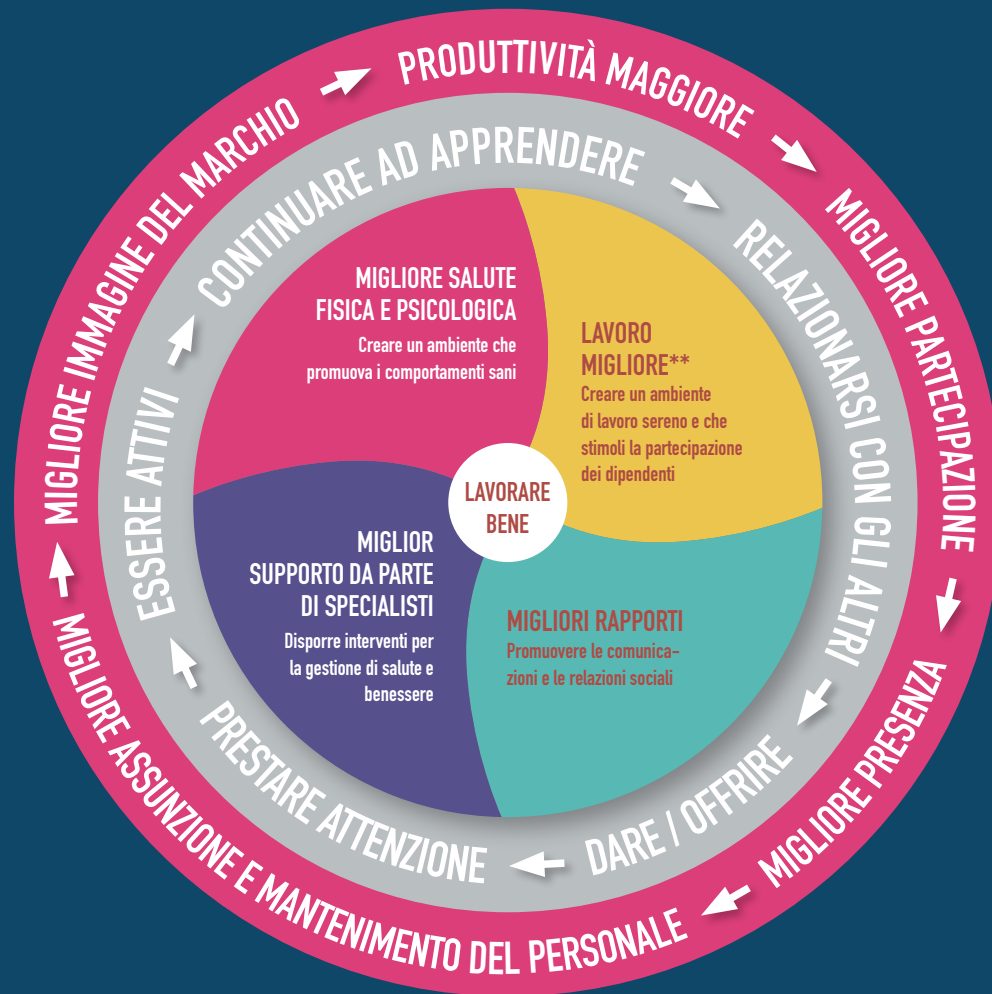 PRODUTTIVITÀ MAGGIORE
MIGLIORE PARTECIPAZIONE
MIGLIORE PRESENZA
MIGLIORE ASSUNZIONE E MANTENIMENTO DEL PERSONALE
MIGLIORE IMMAGINE DEL MARCHIO
CONTINUARE AD APPRENDERE
RELAZIONARSI CON GLI ALTRI
DARE / OFFRIRE
PRESTARE ATTENZIONE
ESSERE ATTIVI
MIGLIORE SALUTE
FISICA E PSICOLOGICA
Creare un ambiente che
promuova i comportamenti sani
LAVORO
MIGLIORE**
Creare un ambiente
di lavoro sereno e che
stimoli la partecipazione
dei dipendenti
LAVORARE
BENE
MIGLIOR
SUPPORTO DA PARTE
DI SPECIALISTI
Disporre interventi per
la gestione di salute e
benessere
MIGLIORI RAPPORTI
Promuovere le comunica-
zioni e le relazioni sociali